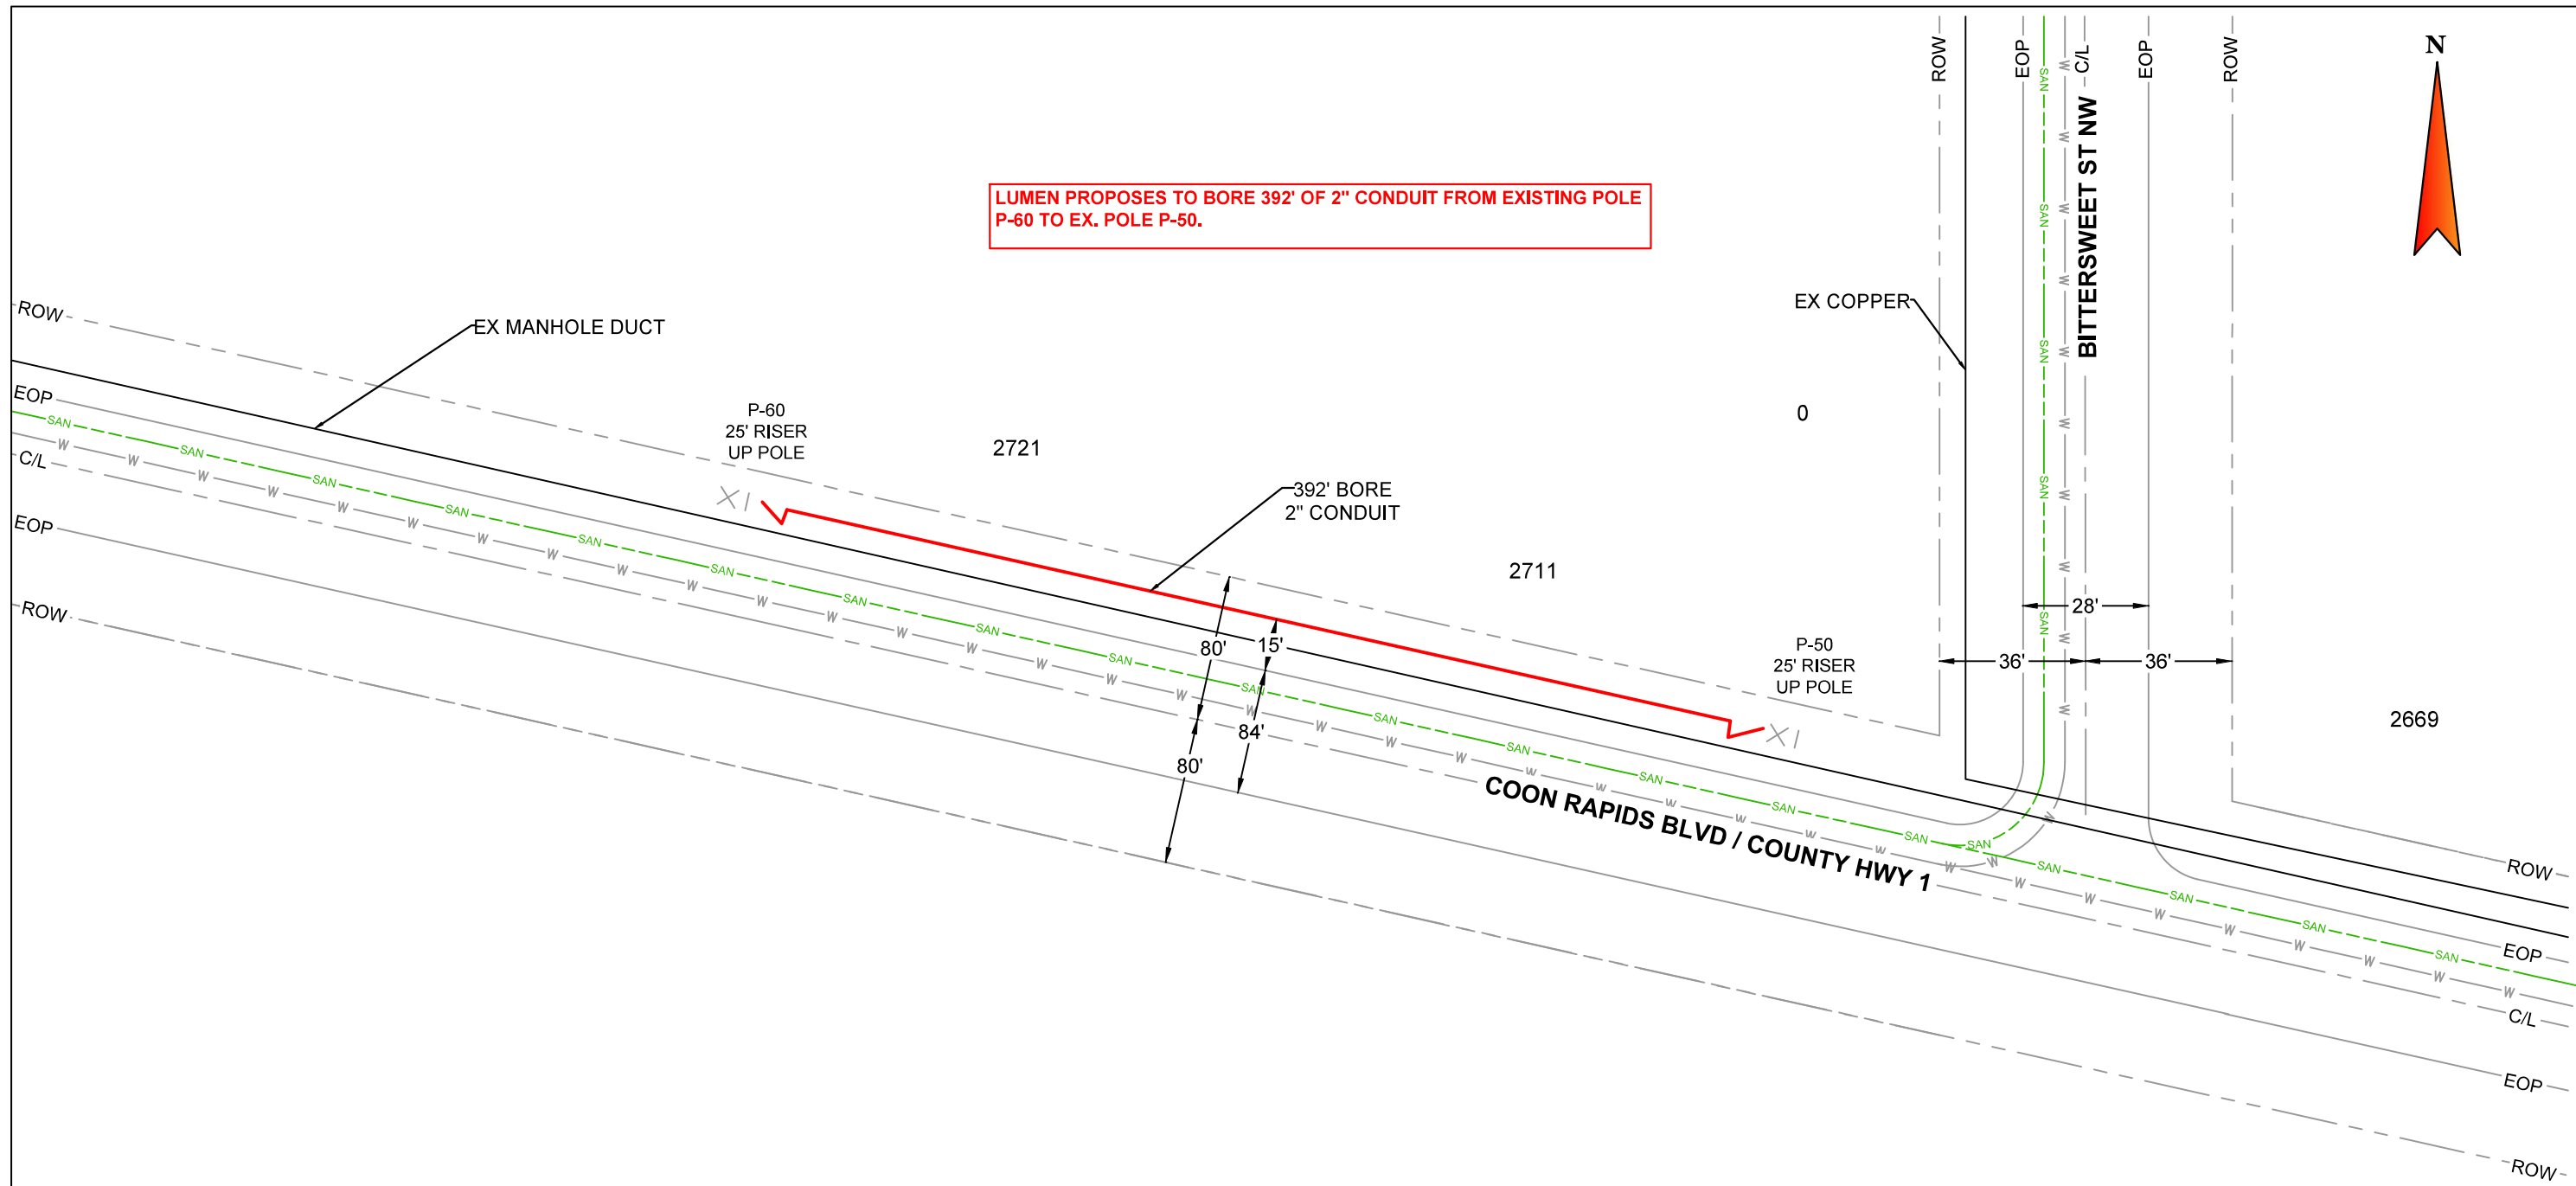 ROW
EOP
SAN
W
C/L
EOP
ROW
N
BITTERSWEET ST NW
LUMEN PROPOSES TO BORE 392' OF 2" CONDUIT FROM EXISTING POLE
P-60 TO EX. POLE P-50.
EX COPPER
ROW
EX MANHOLE DUCT
EOP
SAN
W
C/L
EOP
ROW
P-60
25' RISER
UP POLE
2721
0
392' BORE
2" CONDUIT
2711
28'
36'
36'
80'
15'
84'
80'
P-50
25' RISER
UP POLE
2669
COON RAPIDS BLVD / COUNTY HWY 1
ROW
EOP
SAN
W
C/L
EOP
ROW